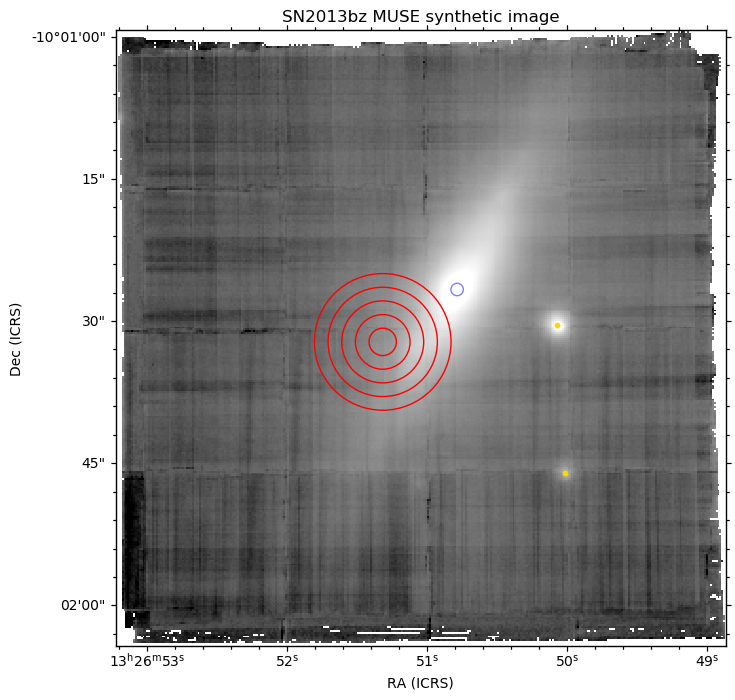 SN2013bz MUSE synthetic image
-10°01'00"
15"
30"
45"
02'00"
Dec (ICRS)
13h26m53s 52s 51s 50s 49s
RA (ICRS)